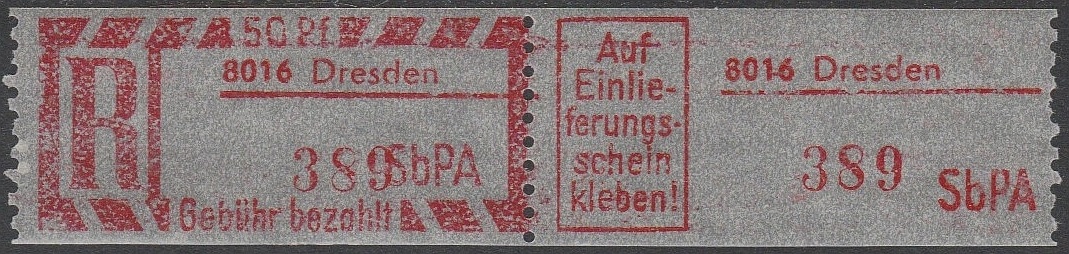 50 Pf
R
8016 Dresden
389 SbPA
Gebühr bezahlt
Auf
Einlie-
ferungs-
schein
kleben!
8016 Dresden
389
SbPA